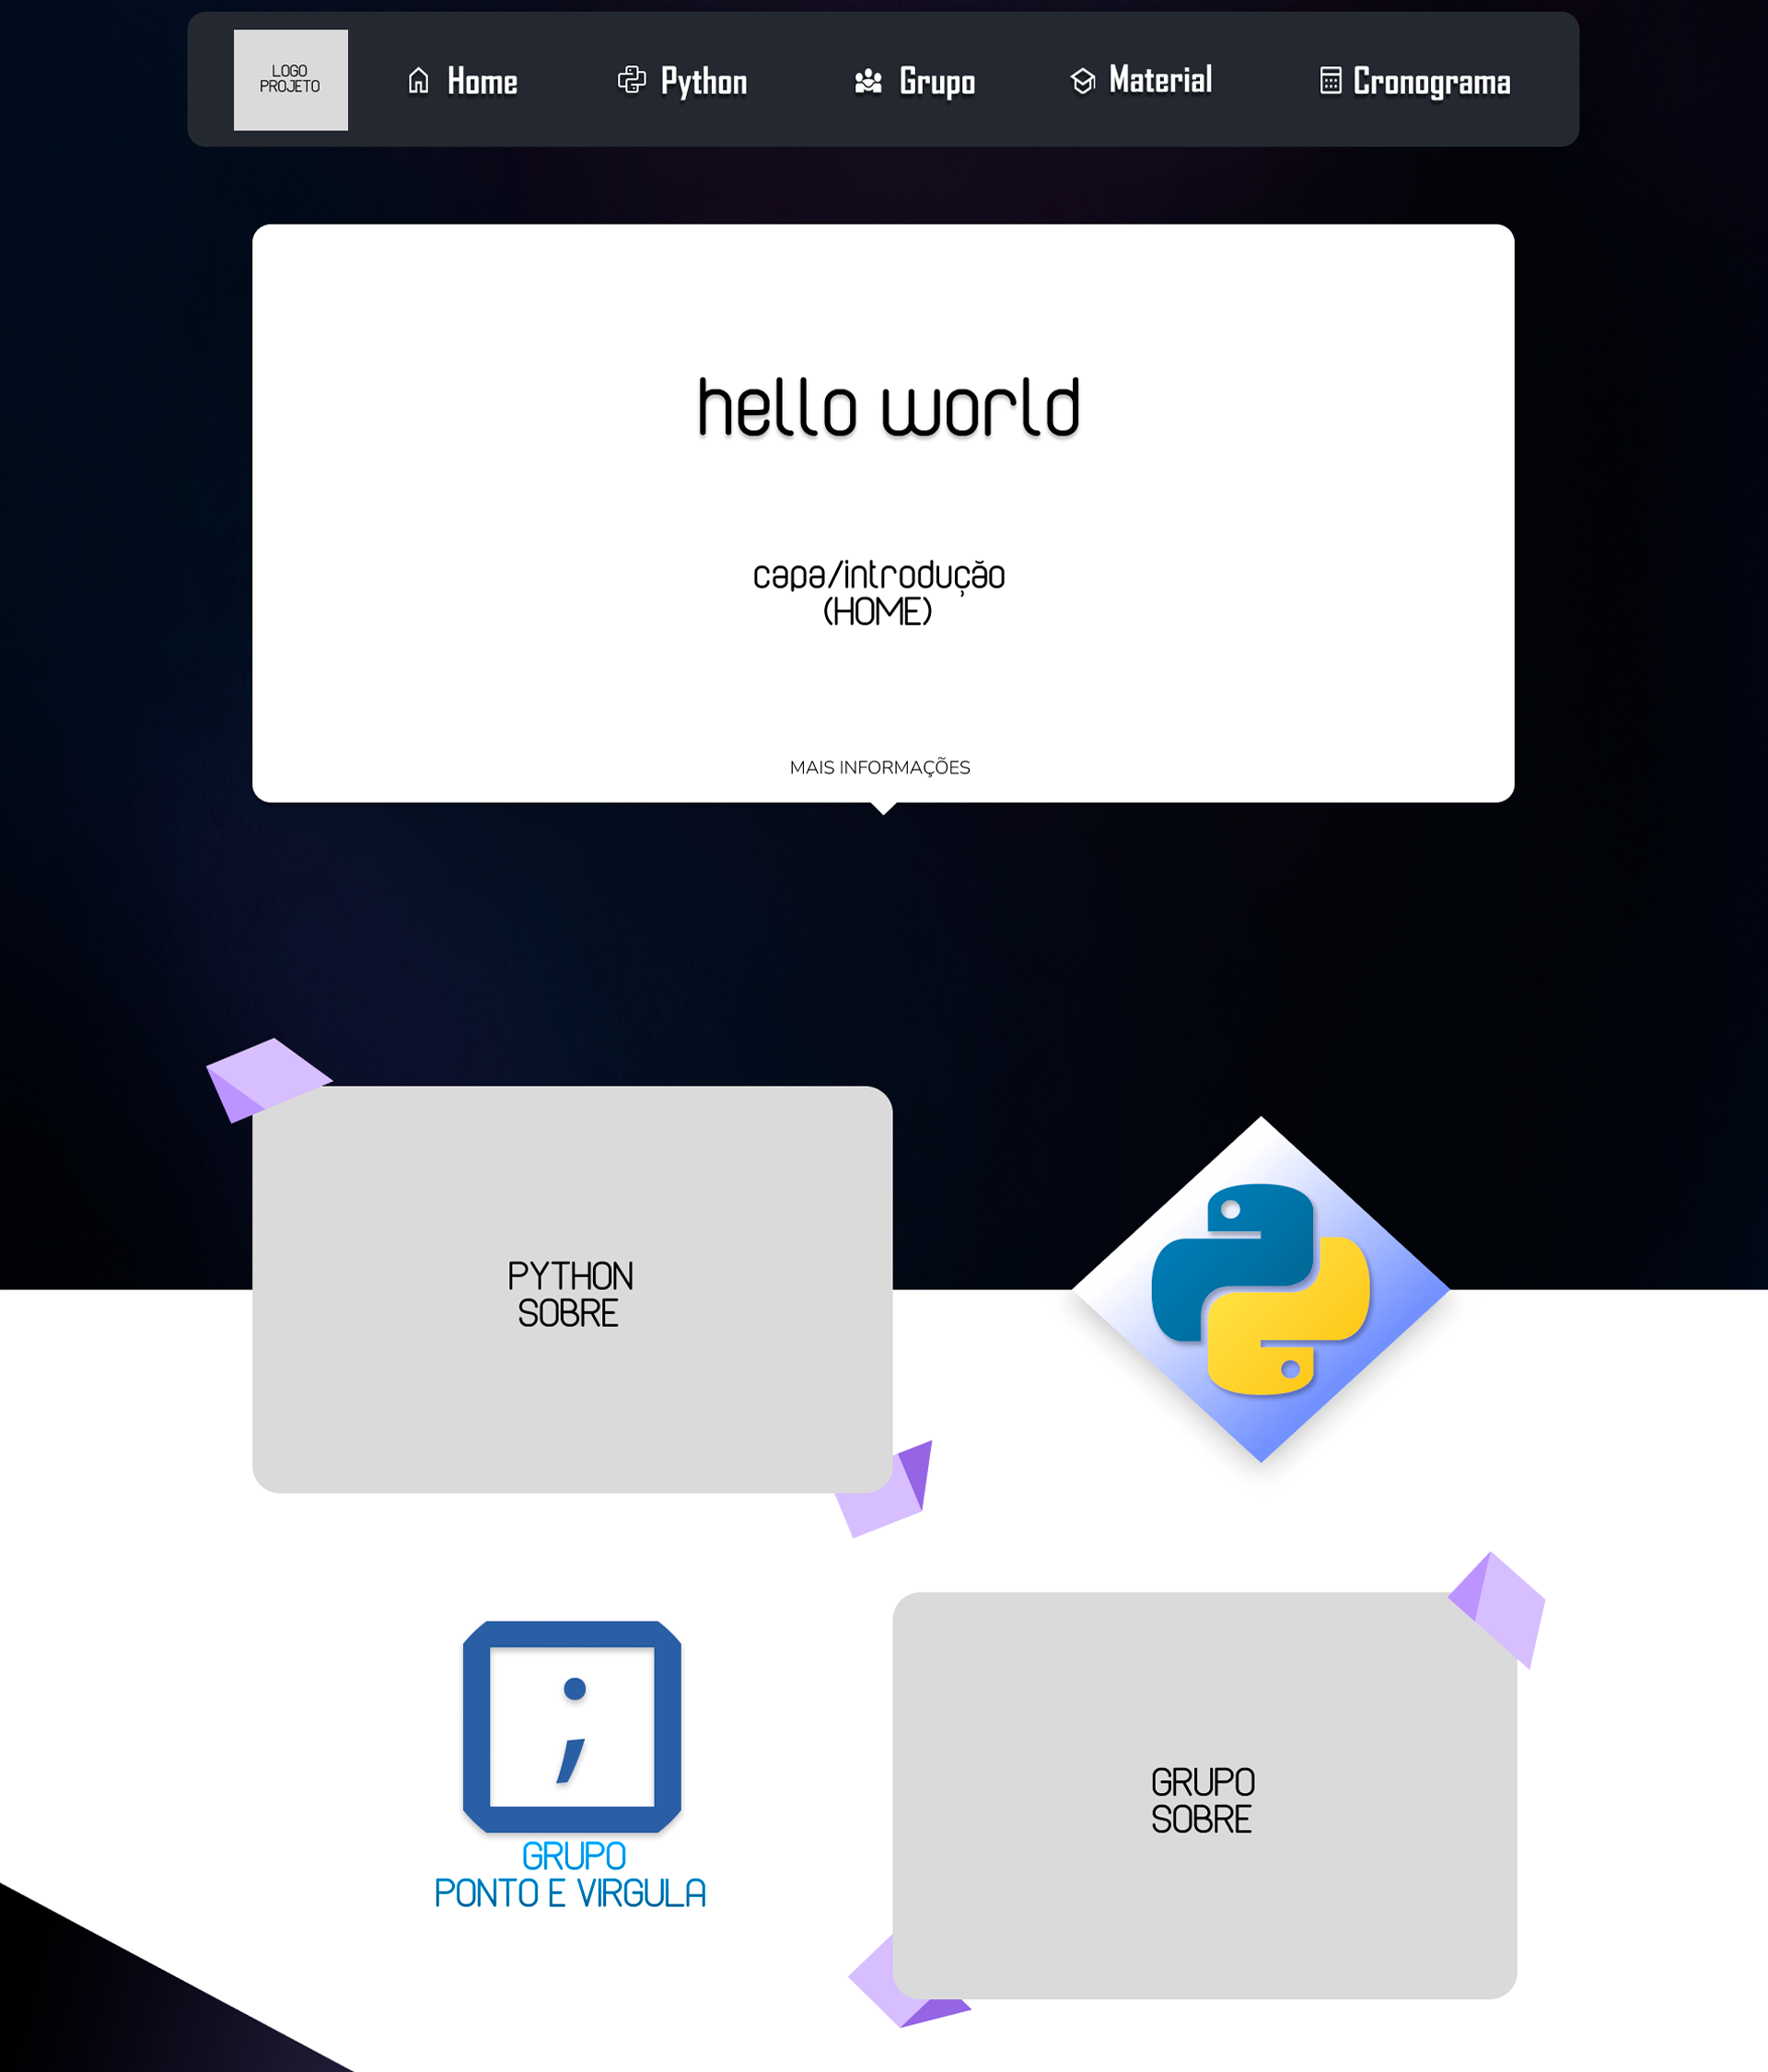 LOGO
PROJETO
Home
Python
Grupo
Material
Cronograma
hello world
capa/introdução
(HOME)
MAIS INFORMAÇÕES
PYTHON
SOBRE
;
GRUPO
PONTO E VIRGULA
GRUPO
SOBRE